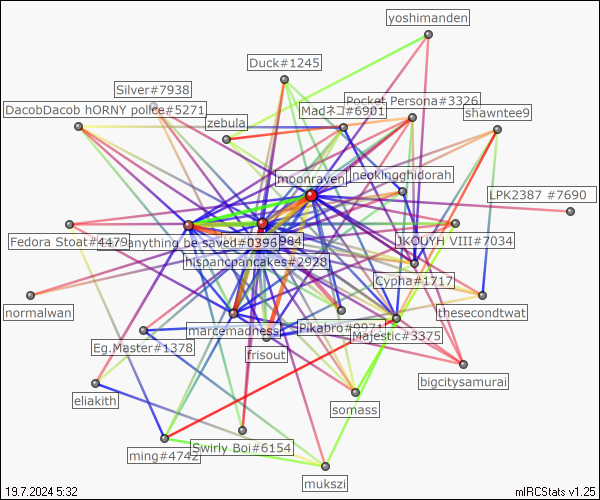 yoshimanden
Duck#1245
Silver#7938
DacobDacob hORNY police#5271
Madネコ#6901
Pocket Persona#3326
shawntee9
zebula
moonraven
neokingghidorah
LPK2387 #7690
Fedora Stoat#4479
anything be saved#0396
984
JKOUYH VIII#7034
hispancpancakes#2928
Cypha#1717
normalwan
thesecondtwat
marcemadness
Majestic#3375
Eg.Master#1378
frisout
bigcitysamurai
eliakith
somass
Swirly Boi#6154
ming#4742
mukszi
19.7.2024 5:32
mIRCStats v1.25